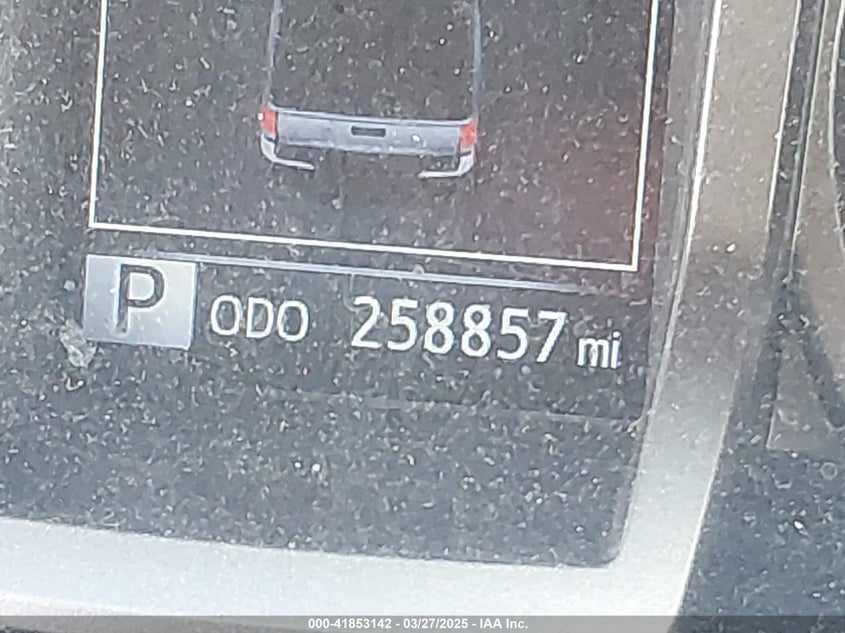 P ODO 258857 mi
000-41853142 - 03/27/2025 - IAA Inc.